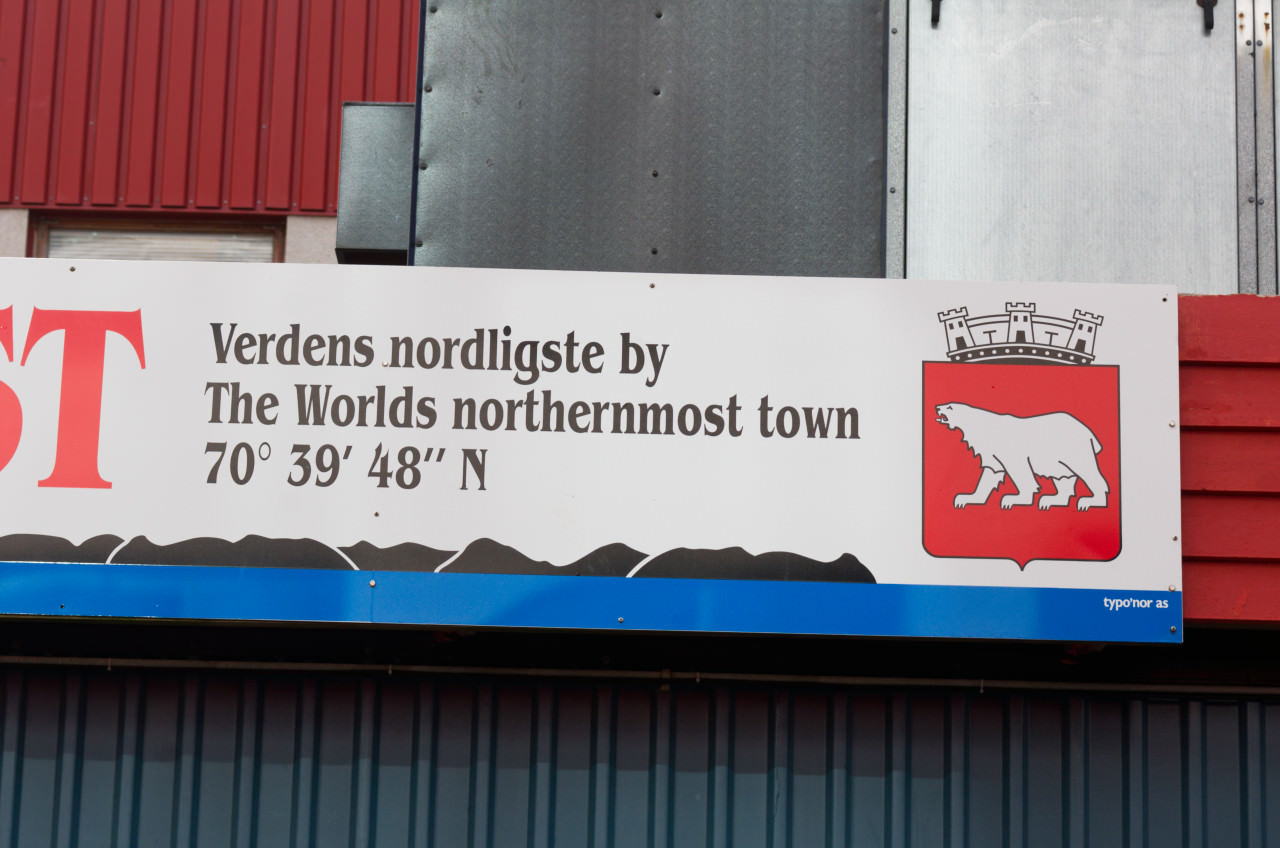 ST
Verdens nordligste by
The Worlds northernmost town
70° 39′ 48″ N
typo'nor as